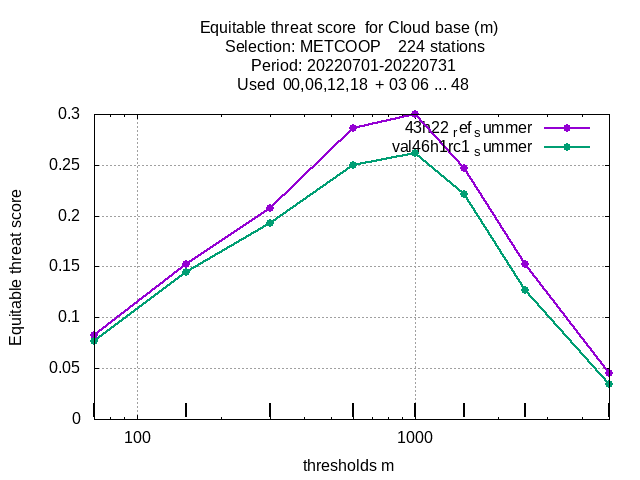 Equitable threat score for Cloud base (m)
Selection: METCOOP 224 stations
Period: 20220701-20220731
Used 00,06,12,18 + 03 06 ... 48
43h22 ref summer
val46h1rc1 summer
0.3
0.25
0.2
0.15
0.1
0.05
0
Equitable threat score
100
1000
thresholds m